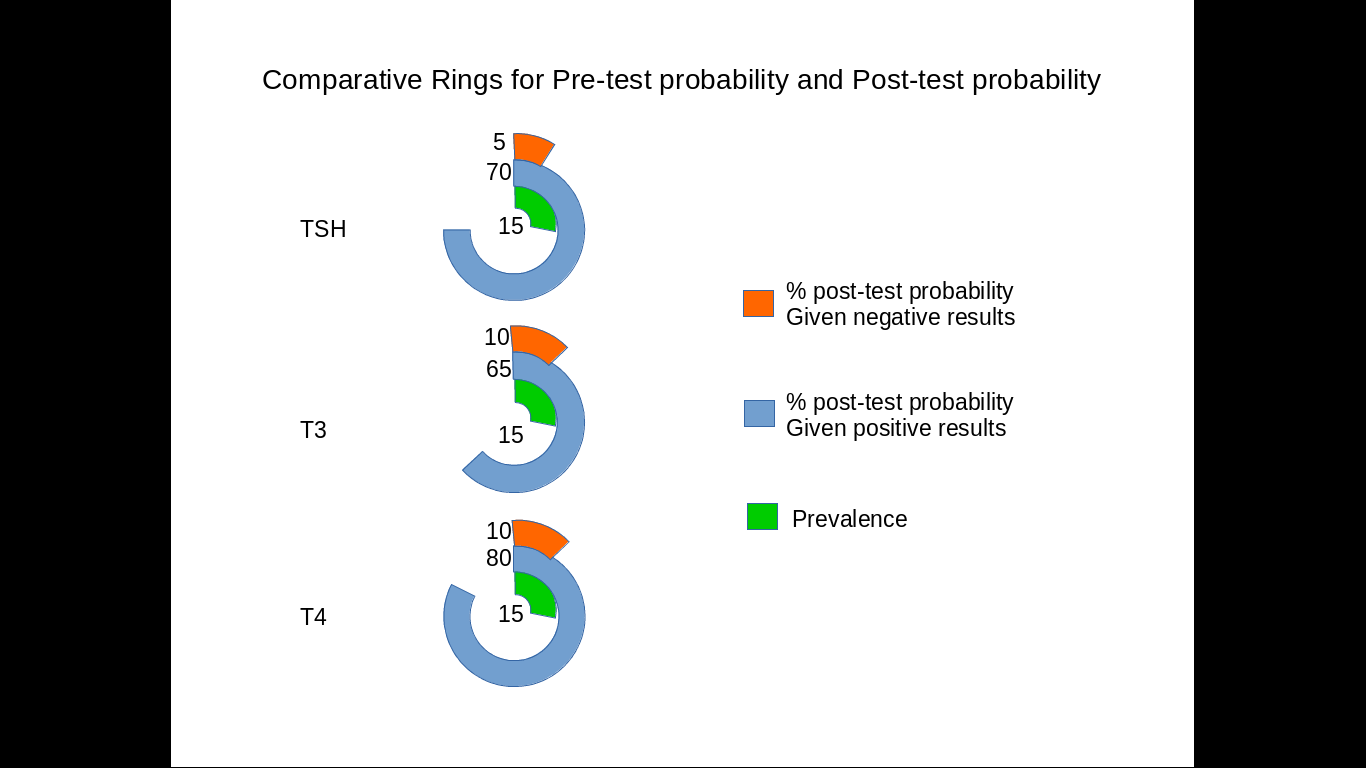 Comparative Rings for Pre-test probability and Post-test probability
5
70
TSH
15
10
65
T3
15
10
80
T4
15
% post-test probability
Given negative results
% post-test probability
Given positive results
Prevalence